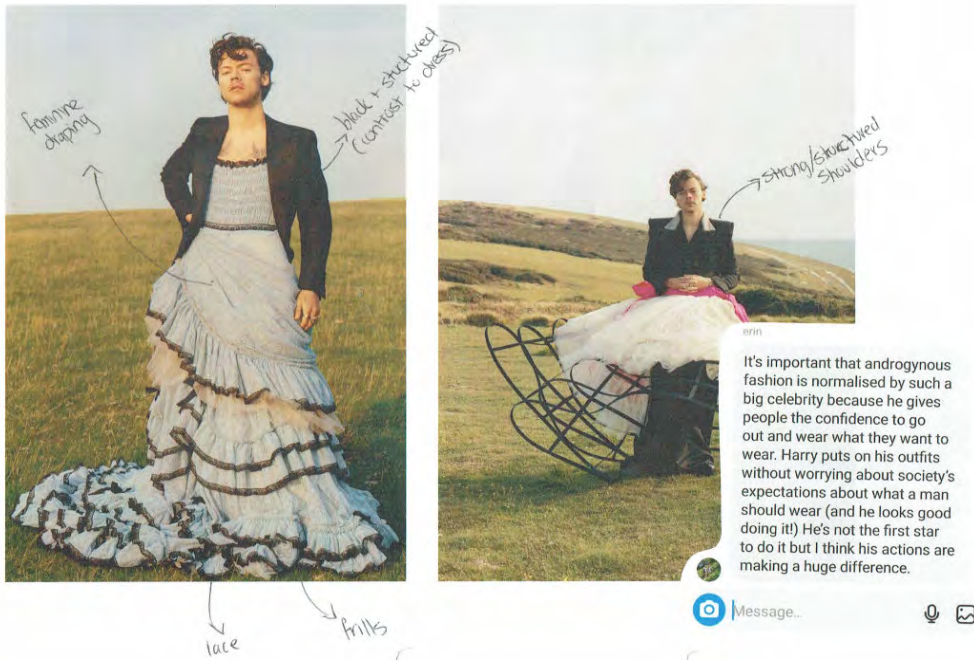 feminine
draping
black + stuctured
(contrast to dress)
strong/structured
shoulders
erin
It's important that androgynous
fashion is normalised by such a
big celebrity because he gives
people the confidence to go
out and wear what they want to
wear. Harry puts on his outfits
without worrying about society's
expectations about what a man
should wear (and he looks good
doing it!) He's not the first star
to do it but I think his actions are
making a huge difference.
Message...
lace
frills